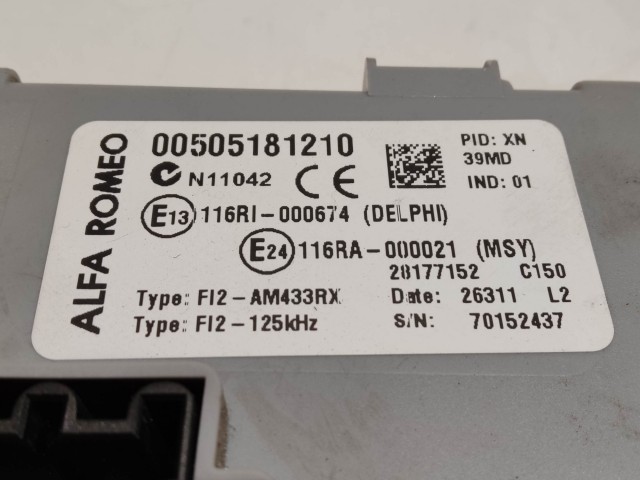 ALFA ROMEO
00505181210
N11042 CE
PID: XN
39MD
IND: 01
E13 116RI-000674 (DELPHI)
E24 116RA-000021 (MSY)
28177152 C150
Type: FI2-AM433RX
Date: 26311 L2
Type: FI2-125kHz
S/N: 70152437